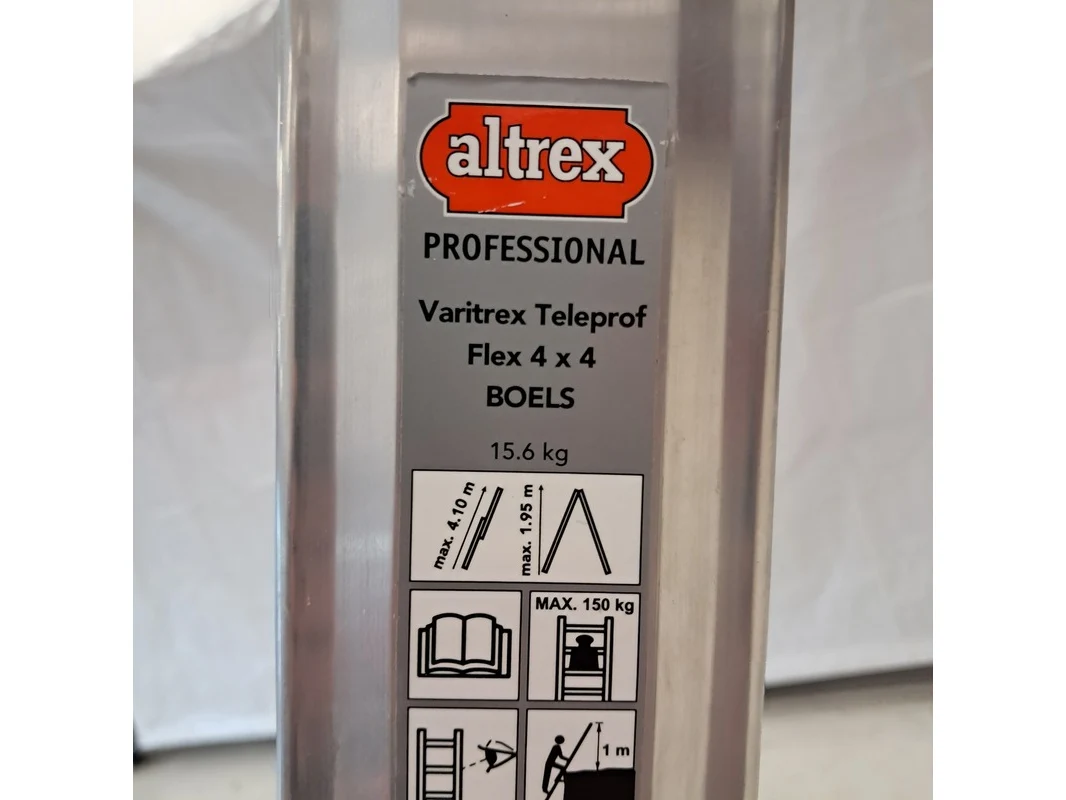 altrex
PROFESSIONAL
Varitrex Teleprof
Flex 4 x 4
BOELS
15.6 kg
max. 4.10 m
max. 1.95 m
MAX. 150 kg
1 m